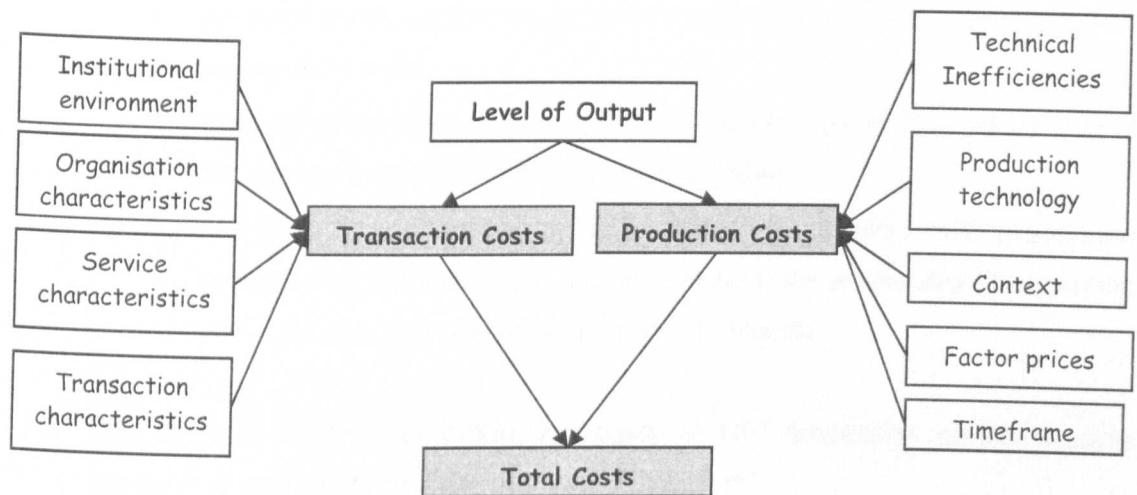 Institutional
environment
Organisation
characteristics
Service
characteristics
Transaction
characteristics
Level of Output
Transaction Costs
Production Costs
Total Costs
Technical
Inefficiencies
Production
technology
Context
Factor prices
Timeframe